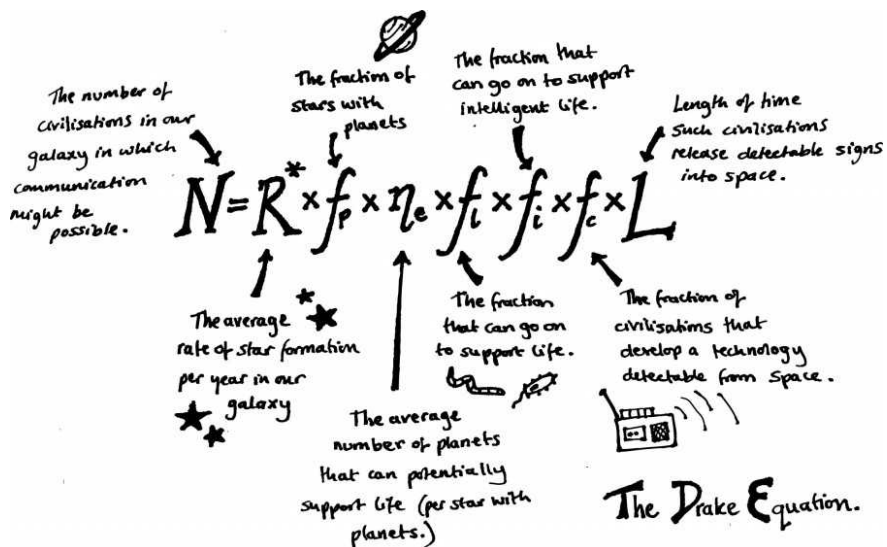 The number of
civilisations in our
galaxy in which
communication
might be
possible.
The fraction of
stars with
planets
The fraction that
can go on to support
intelligent life.
Length of time
such civilisations
release detectable signs
into space.
N = R* × fp × ne × fl × fi × fc × L
The average
rate of star formation
per year in our
galaxy
The average
number of planets
that can potentially
support life (per star with
planets.)
The fraction
that can go on
to support life.
The fraction of
civilisations that
develop a technology
detectable from space.
The Drake Equation.